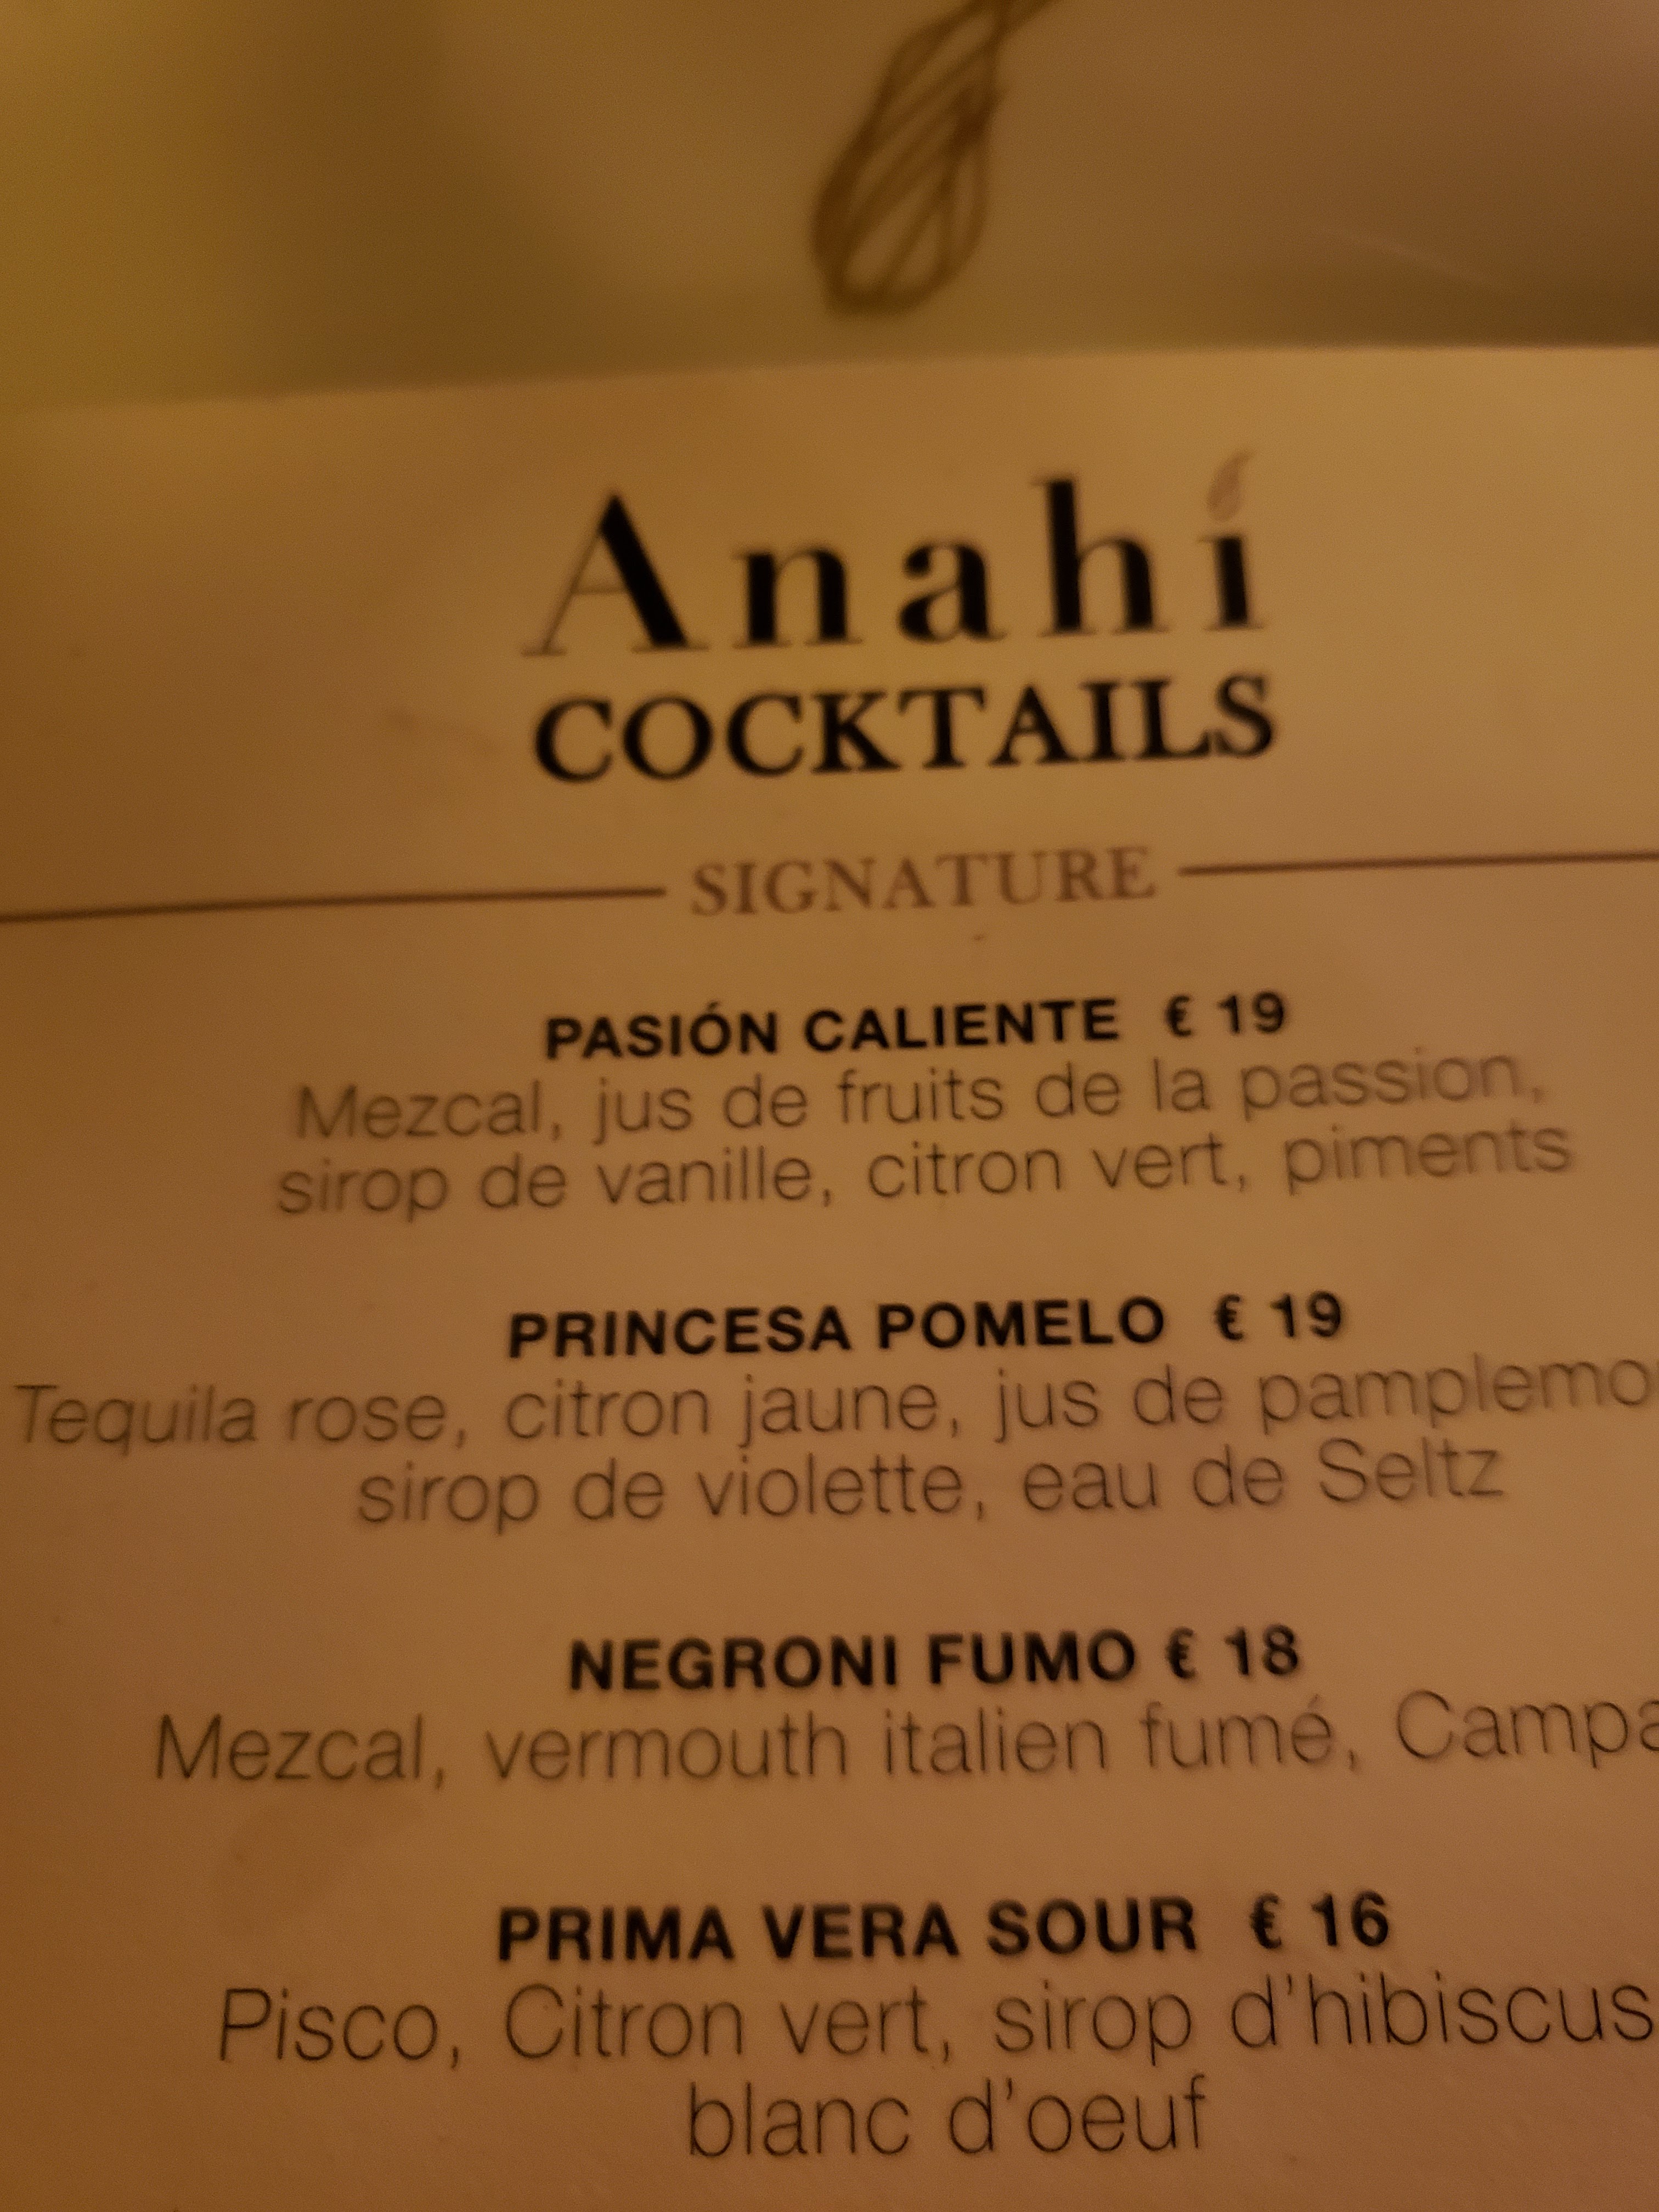 Anahí
COCKTAILS
SIGNATURE
PASIÓN CALIENTE € 19
Mezcal, jus de fruits de la passion,
sirop de vanille, citron vert, piments
PRINCESA POMELO € 19
Tequila rose, citron jaune, jus de
sirop de violette, eau de Seltz
NEGRONI FUMO € 18
Mezcal, vermouth italien fumé,
PRIMA VERA SOUR € 16
Pisco, Citron vert, sirop d'hibiscus
blanc d'oeuf